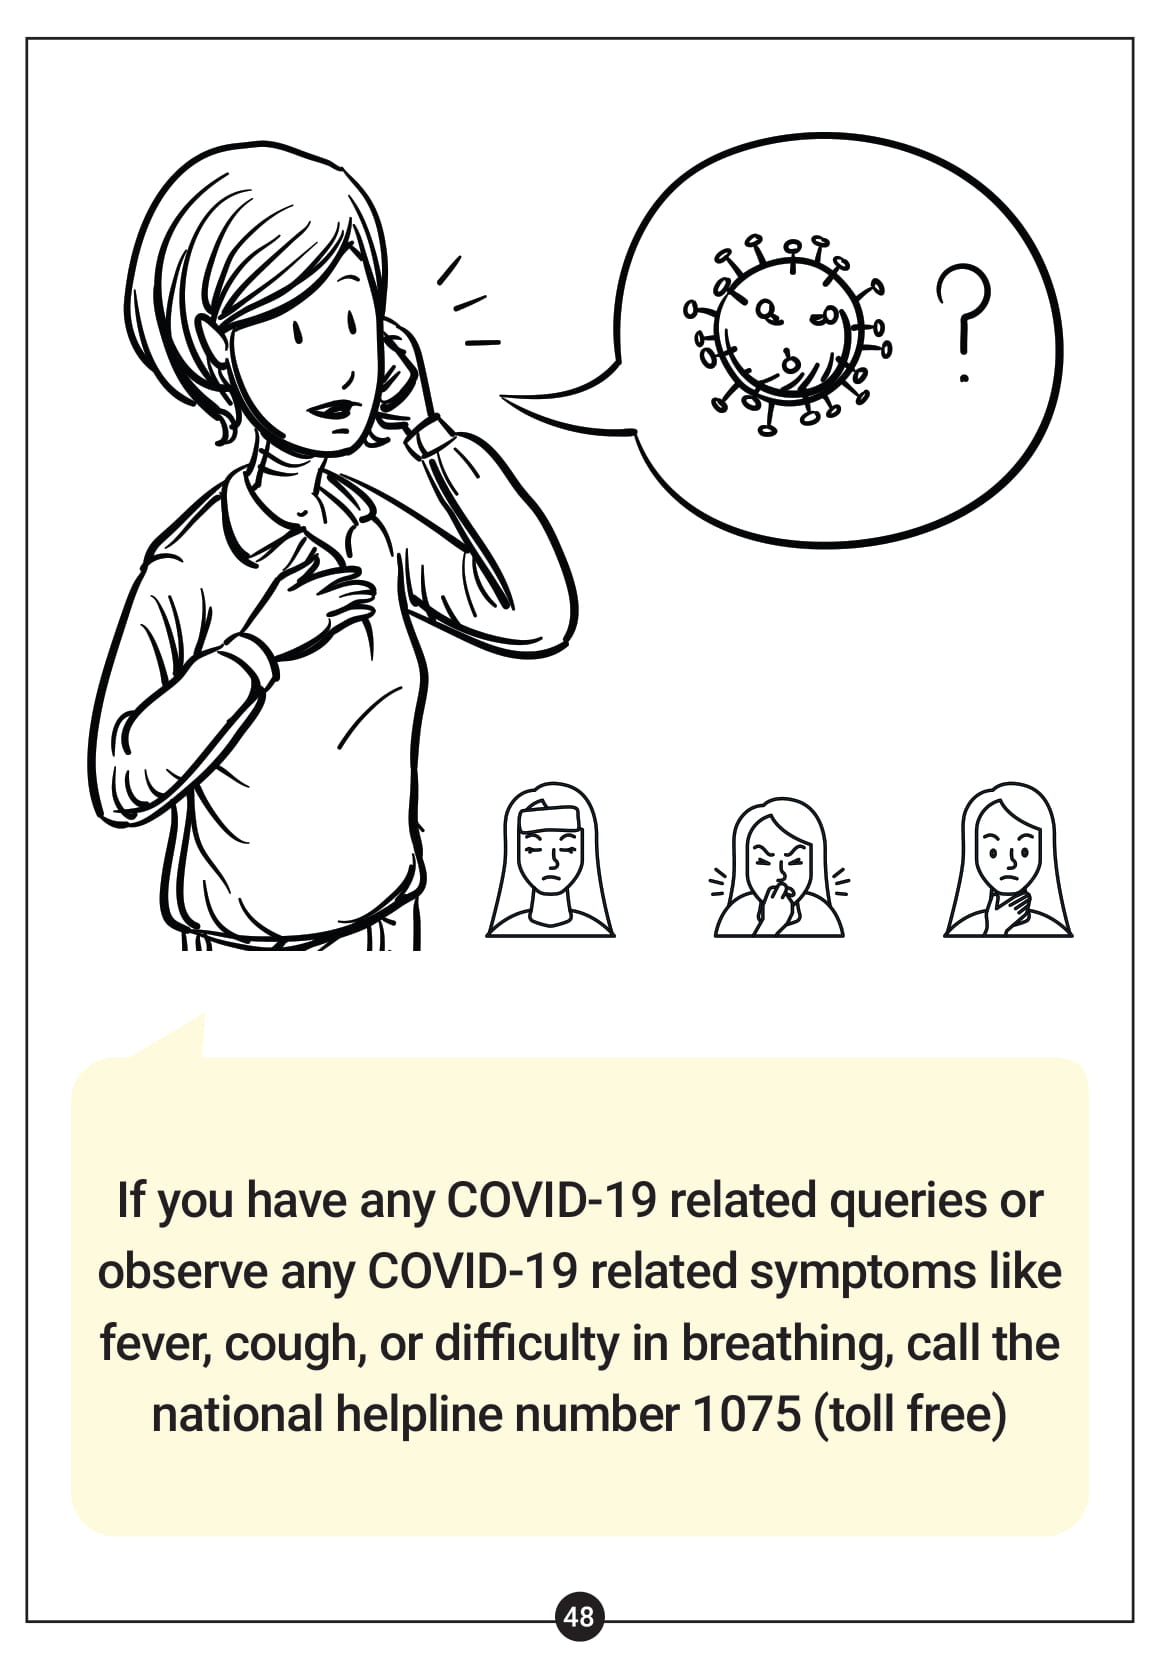 ?
If you have any COVID-19 related queries or
observe any COVID-19 related symptoms like
fever, cough, or difficulty in breathing, call the
national helpline number 1075 (toll free)
48